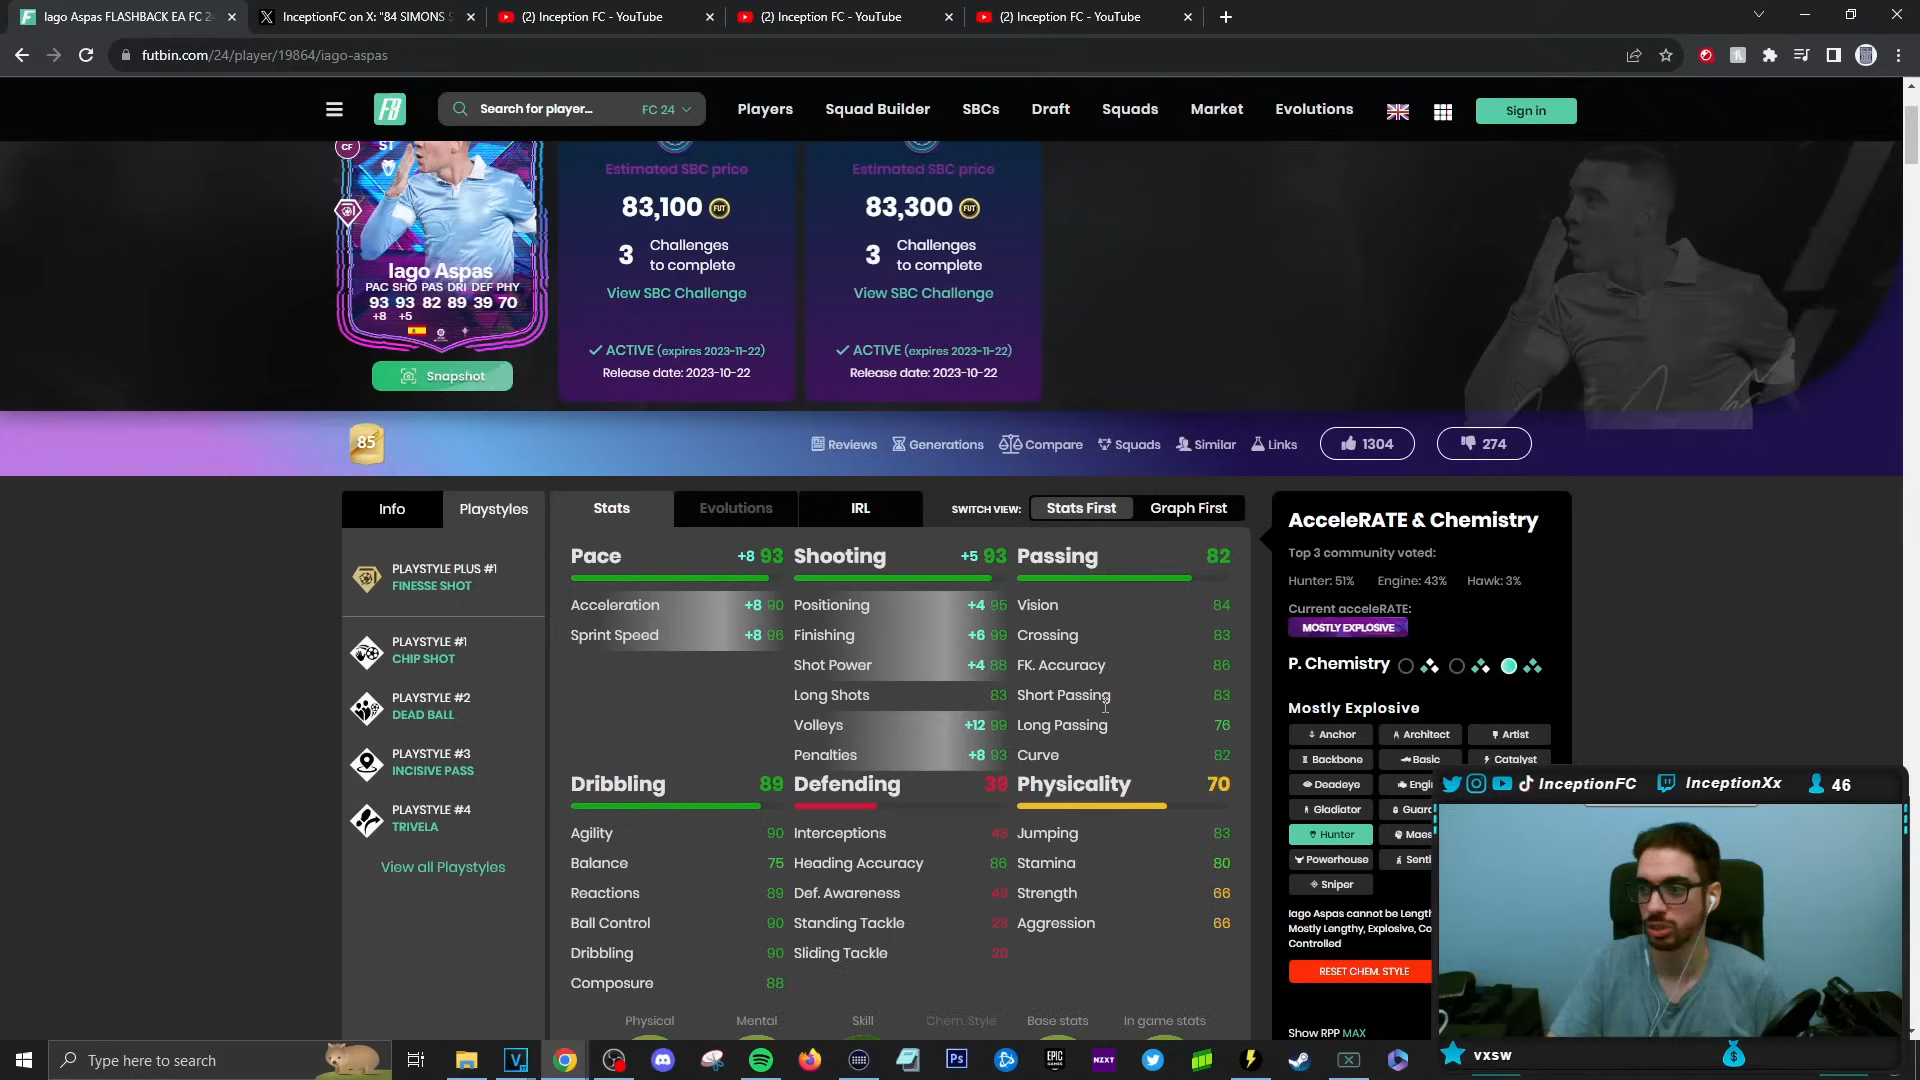 Iago Aspas FLASHBACK EA FC 2
InceptionFC on X: "84 SIMONS S
(2) Inception FC - YouTube
(2) Inception FC - YouTube
(2) Inception FC - YouTube
futbin.com/24/player/19864/iago-aspas
Search for player...
FC 24
Players
Squad Builder
SBCs
Draft
Squads
Market
Evolutions
Sign in
CF
ST
Iago Aspas
PAC SHO PAS DRI DEF PHY
93 93 82 89 39 70
+8 +5
Snapshot
Estimated SBC price
83,100
3 Challenges
to complete
View SBC Challenge
ACTIVE (expires 2023-11-22)
Release date: 2023-10-22
Estimated SBC price
83,300
3 Challenges
to complete
View SBC Challenge
ACTIVE (expires 2023-11-22)
Release date: 2023-10-22
85
Reviews
Generations
Compare
Squads
Similar
Links
1304
274
Info
Playstyles
PLAYSTYLE PLUS #1
FINESSE SHOT
PLAYSTYLE #1
CHIP SHOT
PLAYSTYLE #2
DEAD BALL
PLAYSTYLE #3
INCISIVE PASS
PLAYSTYLE #4
TRIVELA
View all Playstyles
Stats
Evolutions
IRL
SWITCH VIEW:
Stats First
Graph First
Pace +8 93
Acceleration +8 90
Sprint Speed +8 96
Shooting +5 93
Positioning +4 95
Finishing +6 99
Shot Power +4 88
Long Shots 83
Volleys +12 99
Penalties +8 93
Passing 82
Vision 84
Crossing 83
FK. Accuracy 86
Short Passing 83
Long Passing 76
Curve 82
Dribbling 89
Agility 90
Balance 75
Reactions 89
Ball Control 90
Dribbling 90
Composure 88
Defending 39
Interceptions 43
Heading Accuracy 86
Def. Awareness 43
Standing Tackle 23
Sliding Tackle 20
Physicality 70
Jumping 83
Stamina 80
Strength 66
Aggression 66
Physical
Mental
Skill
Chem. Style
Base stats
In game stats
AcceleRATE & Chemistry
Top 3 community voted:
Hunter: 51% Engine: 43% Hawk: 3%
Current acceleRATE:
MOSTLY EXPLOSIVE
P. Chemistry
Mostly Explosive
Anchor
Architect
Artist
Backbone
Basic
Catalyst
Deadeye
Engi
Gladiator
Guar
Hunter
Maes
Powerhouse
Senti
Sniper
Iago Aspas cannot be Length
Mostly Lengthy, Explosive, Co
Controlled
RESET CHEM. STYLE
Show RPP MAX
InceptionFC
InceptionXx
46
vxsw
Type here to search